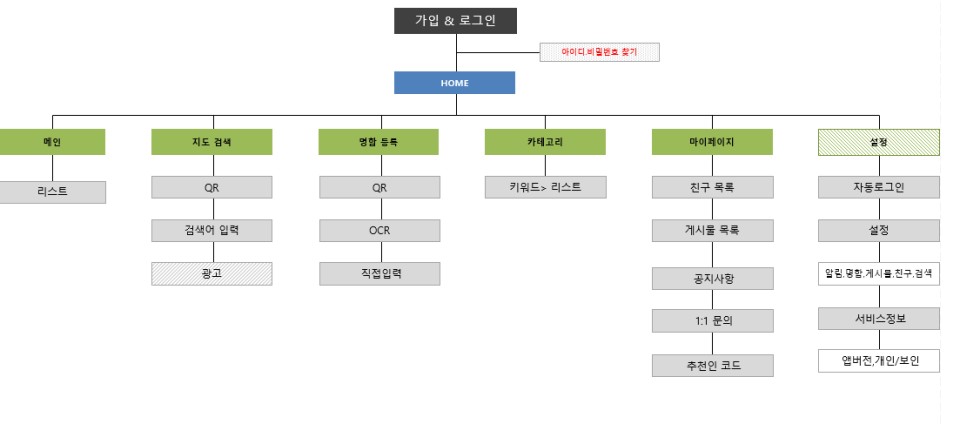 가입 & 로그인
아이디.비밀번호 찾기
HOME
메인
지도 검색
명함 등록
카테고리
마이페이지
설정
리스트
QR
QR
키워드> 리스트
친구 목록
자동로그인
검색어 입력
OCR
게시물 목록
설정
광고
직접입력
공지사항
알림,명함,게시물,친구,검색
1:1 문의
서비스정보
추천인 코드
앱버전,개인/보인